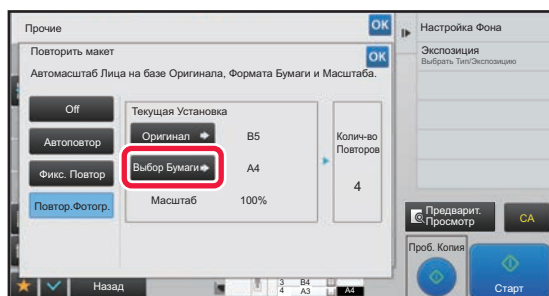 Прочие
OK
Повторить макет
OK
Автомасштаб Лица на базе Оригинала, Формата Бумаги и Масштаба.
Off
Автоповтор
Фикс. Повтор
Повтор.Фотогр.
Текущая Установка
Оригинал B5
Выбор Бумаги A4
Масштаб 100%
Колич-во
Повторов
4
Назад
3 B4
4 A3
A4
Настройка Фона
Экспозиция
Выбрать Тип/Экспозицию
Предварит.
Просмотр
CA
Проб. Копия
Старт